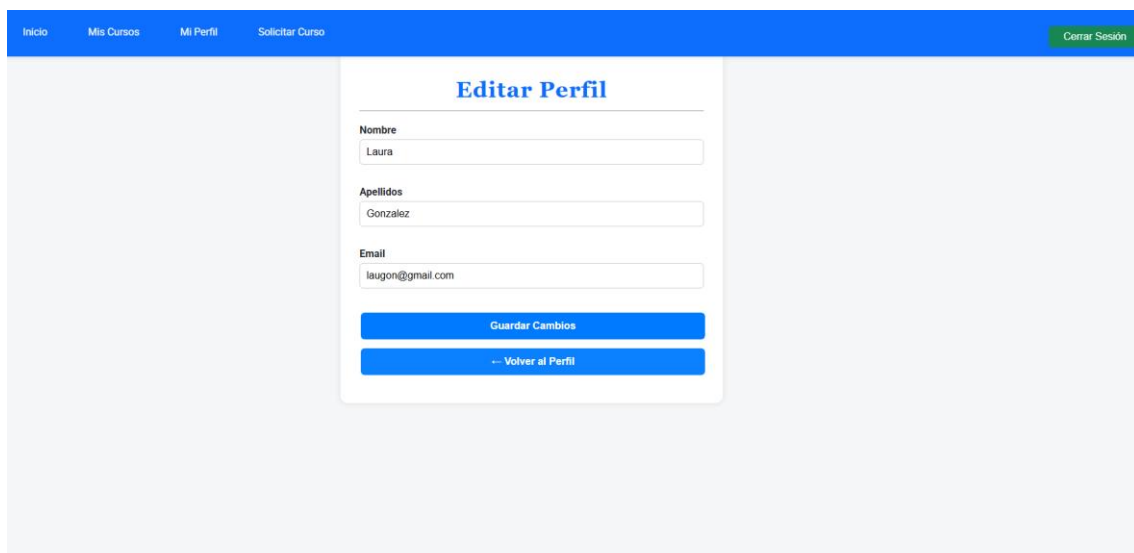 Inicio Mis Cursos Mi Perfil Solicitar Curso Cerrar Sesión
Editar Perfil
Nombre
Laura
Apellidos
Gonzalez
Email
laugon@gmail.com
Guardar Cambios
← Volver al Perfil